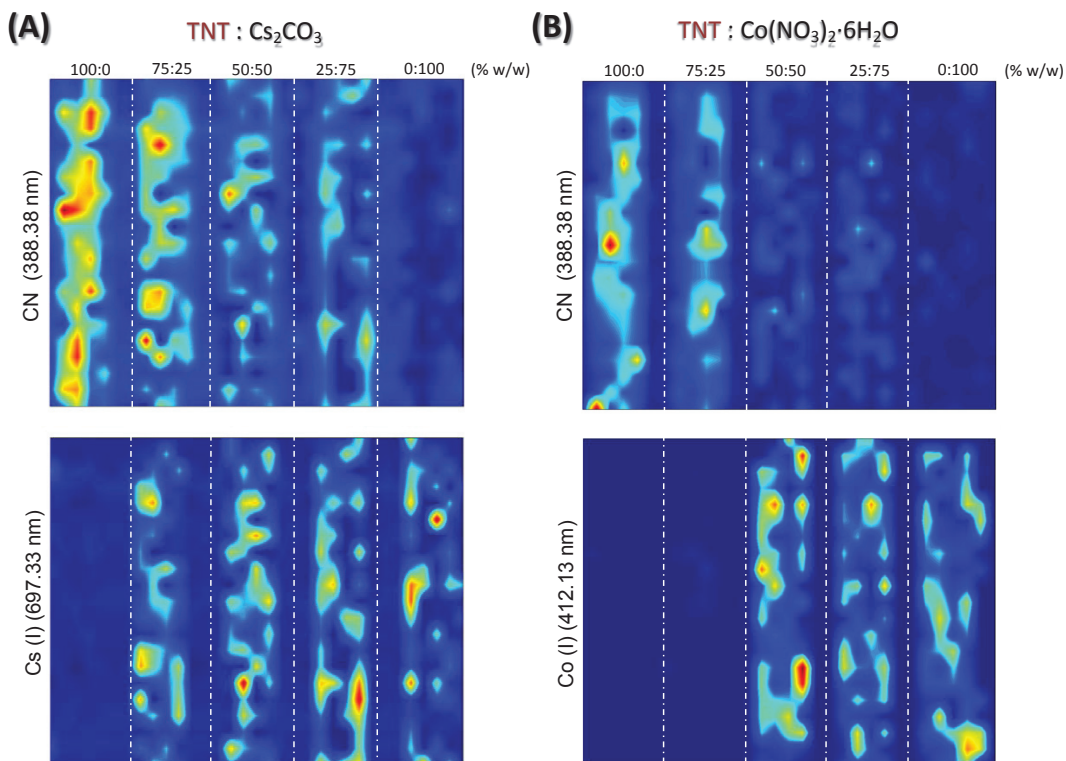 (A)
TNT : Cs₂CO₃
100:0 75:25 50:50 25:75 0:100 (% w/w)
CN (388.38 nm)
Cs (I) (697.33 nm)
(B)
TNT : Co(NO₃)₂·6H₂O
100:0 75:25 50:50 25:75 0:100 (% w/w)
CN (388.38 nm)
Co (I) (412.13 nm)